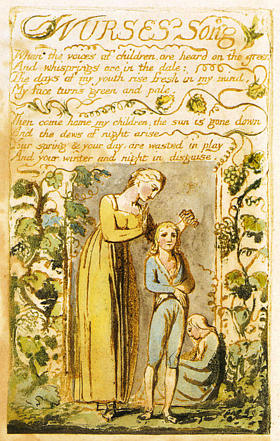 NURSES Song
When the voices of children, are heard on the green
And whisprings are in the dale:
The days of my youth rise fresh in my mind,
My face turns green and pale.
Then come home my children, the sun is gone down
And the dews of night arise
Your spring & your day, are wasted in play
And your winter and night in disguise.